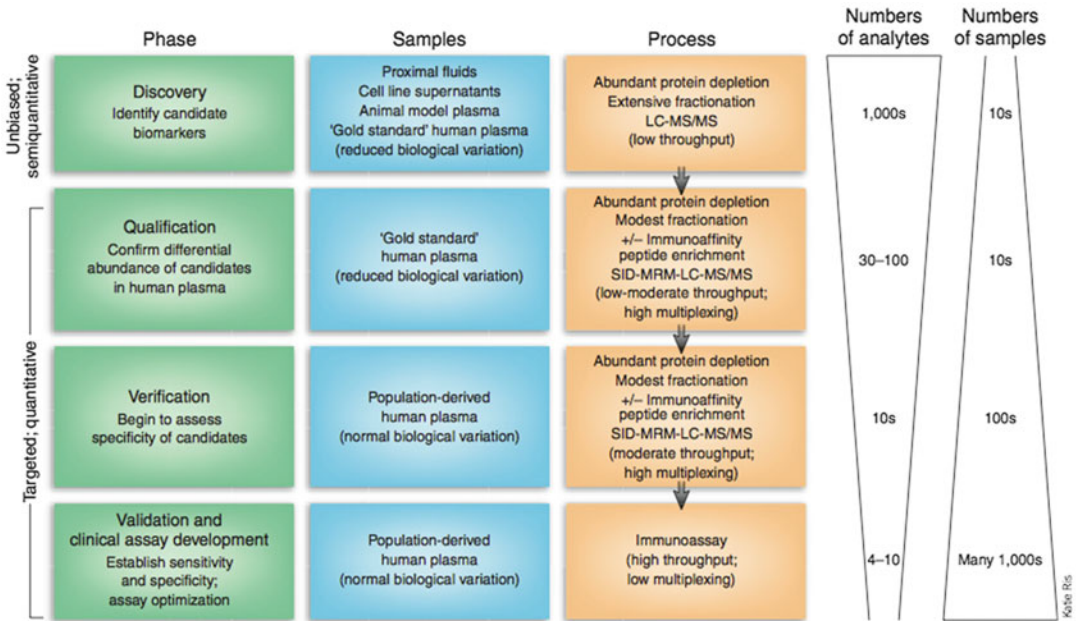 Phase
Samples
Process
Numbers
of analytes
Numbers
of samples
Unbiased;
semiquantitative
Discovery
Identify candidate
biomarkers
Proximal fluids
Cell line supernatants
Animal model plasma
'Gold standard' human plasma
(reduced biological variation)
Abundant protein depletion
Extensive fractionation
LC-MS/MS
(low throughput)
1,000s
10s
Targeted; quantitative
Qualification
Confirm differential
abundance of candidates
in human plasma
'Gold standard'
human plasma
(reduced biological variation)
Abundant protein depletion
Modest fractionation
+/– Immunoaffinity
peptide enrichment
SID-MRM-LC-MS/MS
(low-moderate throughput;
high multiplexing)
30–100
10s
Verification
Begin to assess
specificity of candidates
Population-derived
human plasma
(normal biological variation)
Abundant protein depletion
Modest fractionation
+/– Immunoaffinity
peptide enrichment
SID-MRM-LC-MS/MS
(moderate throughput;
high multiplexing)
10s
100s
Validation and
clinical assay development
Establish sensitivity
and specificity;
assay optimization
Population-derived
human plasma
(normal biological variation)
Immunoassay
(high throughput;
low multiplexing)
4–10
Many 1,000s
Katie Ris